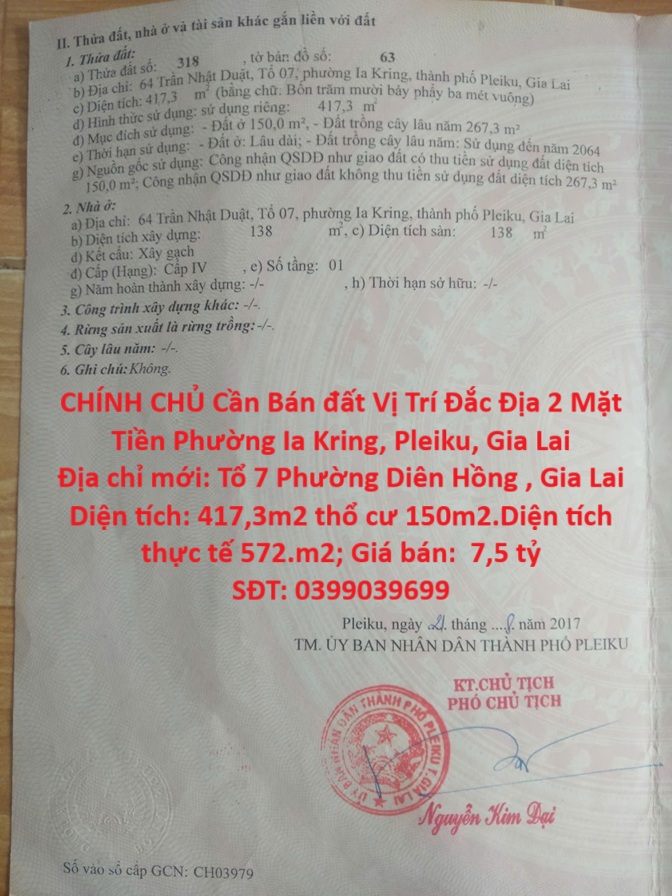 II. Thửa đất, nhà ở và tài sản khác gắn liền với đất
1. Thửa đất:
a) Thửa đất số: 318 , tờ bản đồ số: 63
b) Địa chỉ: 64 Trần Nhật Duật, Tổ 07, phường Ia Kring, thành phố Pleiku, Gia Lai
c) Diện tích: 417,3 m² (bằng chữ: Bốn trăm mười bảy phẩy ba mét vuông)
d) Hình thức sử dụng: sử dụng riêng: 417,3 m²
đ) Mục đích sử dụng: - Đất ở 150,0 m², - Đất trồng cây lâu năm 267,3 m²
e) Thời hạn sử dụng: - Đất ở: Lâu dài; - Đất trồng cây lâu năm: Sử dụng đến năm 2064
g) Nguồn gốc sử dụng: Công nhận QSDĐ như giao đất có thu tiền sử dụng đất diện tích
150,0 m²; Công nhận QSDĐ như giao đất không thu tiền sử dụng đất diện tích 267,3 m²
2. Nhà ở:
a) Địa chỉ: 64 Trần Nhật Duật, Tổ 07, phường Ia Kring, thành phố Pleiku, Gia Lai
b) Diện tích xây dựng: 138 m², c) Diện tích sàn: 138 m²
d) Kết cấu: Xây gạch
đ) Cấp (Hạng): Cấp IV , e) Số tầng: 01
g) Năm hoàn thành xây dựng: -/- , h) Thời hạn sở hữu: -/-
3. Công trình xây dựng khác: -/-.
4. Rừng sản xuất là rừng trồng: -/-.
5. Cây lâu năm: -/-.
6. Ghi chú: Không.
CHÍNH CHỦ Cần Bán đất Vị Trí Đắc Địa 2 Mặt
Tiền Phường Ia Kring, Pleiku, Gia Lai
Địa chỉ mới: Tổ 7 Phường Diên Hồng , Gia Lai
Diện tích: 417,3m2 thổ cư 150m2.Diện tích
thực tế 572.m2; Giá bán: 7,5 tỷ
SĐT: 0399039699
Pleiku, ngày 21. tháng ....8. năm 2017
TM. ỦY BAN NHÂN DÂN THÀNH PHỐ PLEIKU
KT.CHỦ TỊCH
PHÓ CHỦ TỊCH
ỦY BAN NHÂN DÂN THÀNH PHỐ PLEIKU T. GIA LAI
Nguyễn Kim Đại
Số vào sổ cấp GCN: CH03979